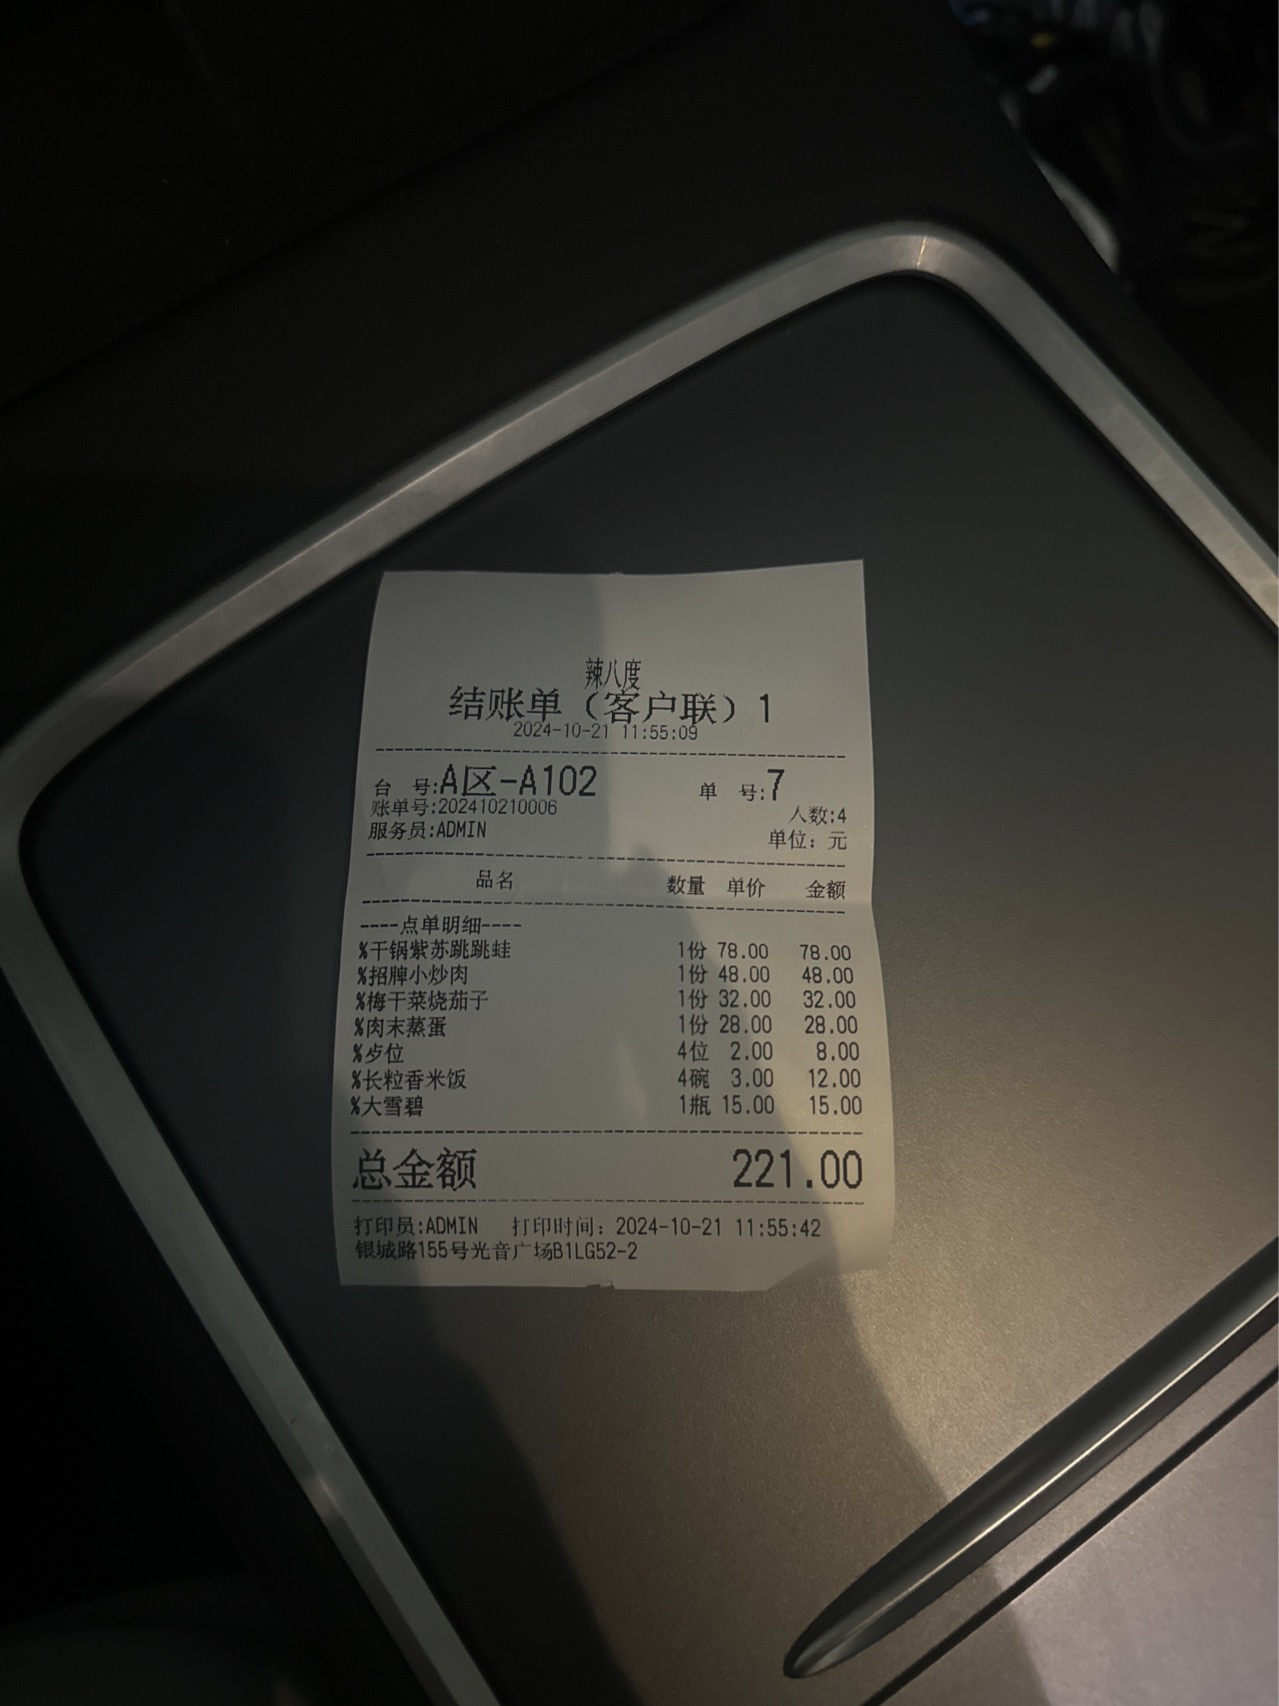 辣八度
结账单（客户联）1
2024-10-21 11:55:09
台 号:A区-A102 单 号:7
账单号:202410210006 人数:4
服务员:ADMIN 单位：元
品名 数量 单价 金额
----点单明细----
%干锅紫苏跳跳蛙 1份 78.00 78.00
%招牌小炒肉 1份 48.00 48.00
%梅干菜烧茄子 1份 32.00 32.00
%肉末蒸蛋 1份 28.00 28.00
%歺位 4位 2.00 8.00
%长粒香米饭 4碗 3.00 12.00
%大雪碧 1瓶 15.00 15.00
总金额 221.00
打印员:ADMIN 打印时间：2024-10-21 11:55:42
银城路155号光音广场B1LG52-2